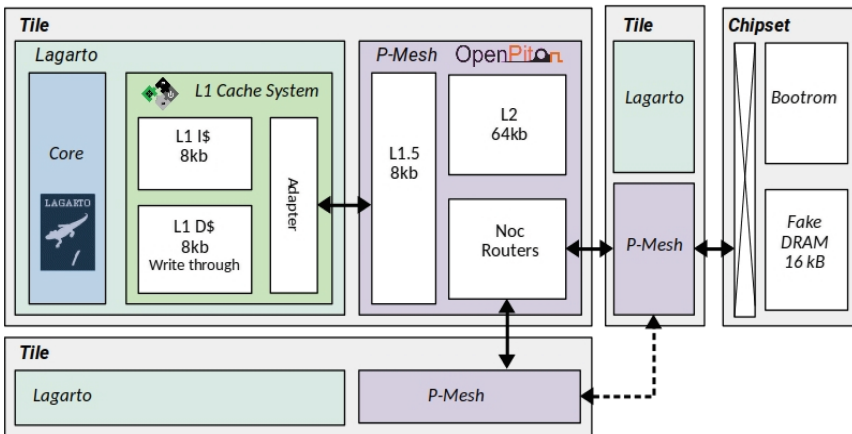 Tile
Lagarto
Core
LAGARTO
L1 Cache System
L1 I$
8kb
L1 D$
8kb
Write through
Adapter
P-Mesh
OpenPiton
L1.5
8kb
L2
64kb
Noc
Routers
Tile
Lagarto
P-Mesh
Chipset
Bootrom
Fake
DRAM
16 kB
Tile
Lagarto
P-Mesh